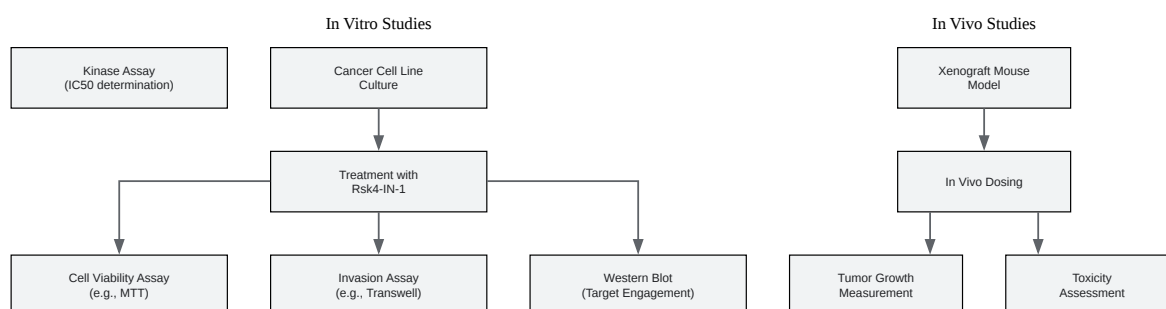 In Vitro Studies
In Vivo Studies
Kinase Assay
(IC50 determination)
Cancer Cell Line
Culture
Xenograft Mouse
Model
Treatment with
Rsk4-IN-1
In Vivo Dosing
Cell Viability Assay
(e.g., MTT)
Invasion Assay
(e.g., Transwell)
Western Blot
(Target Engagement)
Tumor Growth
Measurement
Toxicity
Assessment